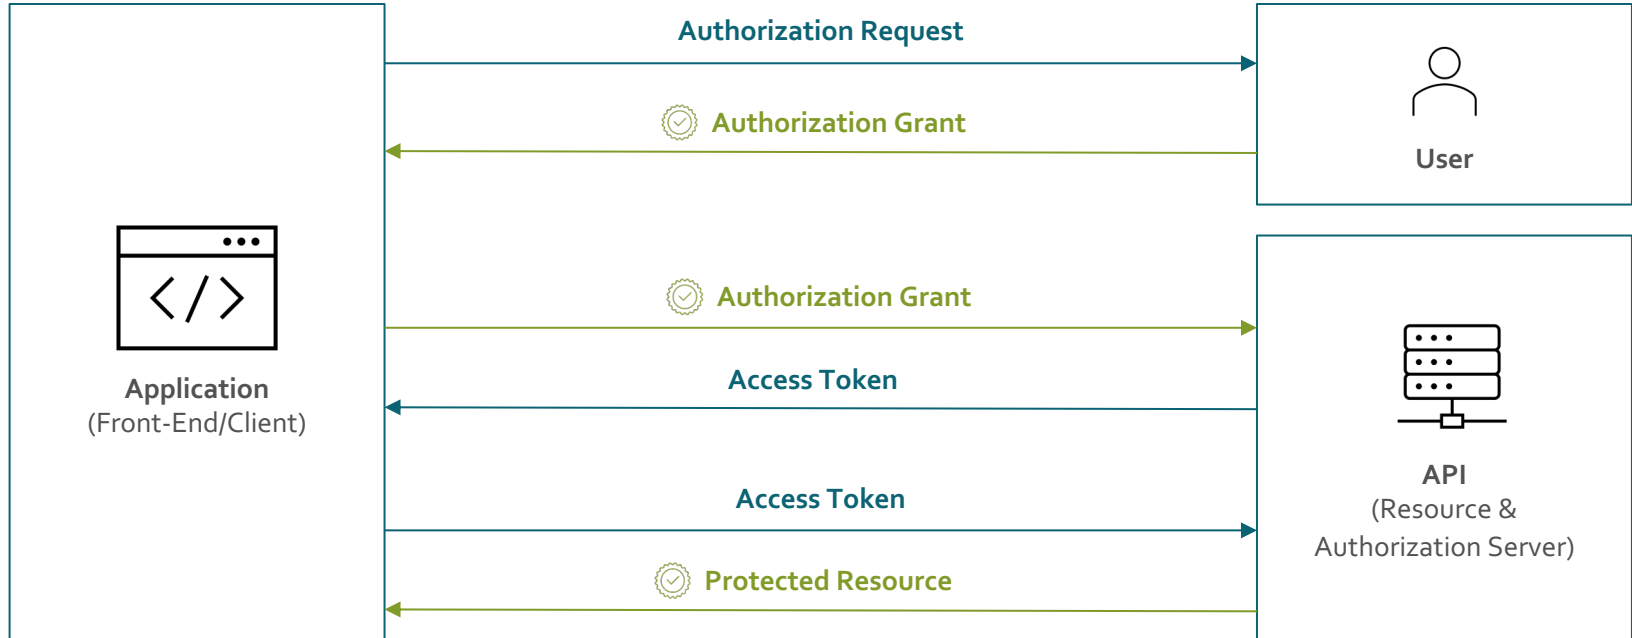 Authorization Request
Authorization Grant
User
Authorization Grant
Application
(Front-End/Client)
Access Token
API
(Resource &
Authorization Server)
Access Token
Protected Resource